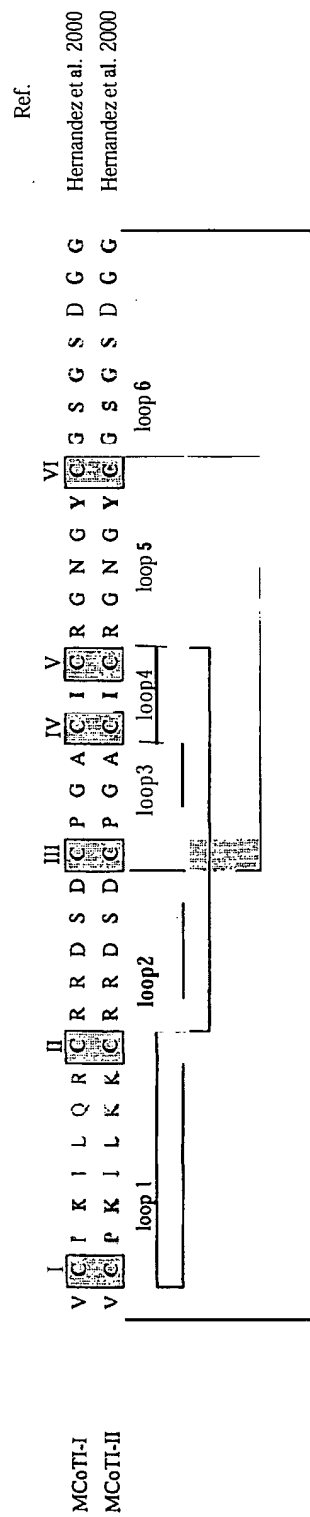 Ref.
I II III IV V VI
MCoTI-I V C P K I L Q R C R R D S D C P G A C I C R G N G Y C G S G S D G G Hernandez et al. 2000
MCoTI-II V C P K I L K K C R R D S D C P G A C I C R G N G Y C G S G S D G G Hernandez et al. 2000
loop 1 loop2 loop3 loop4 loop 5 loop 6